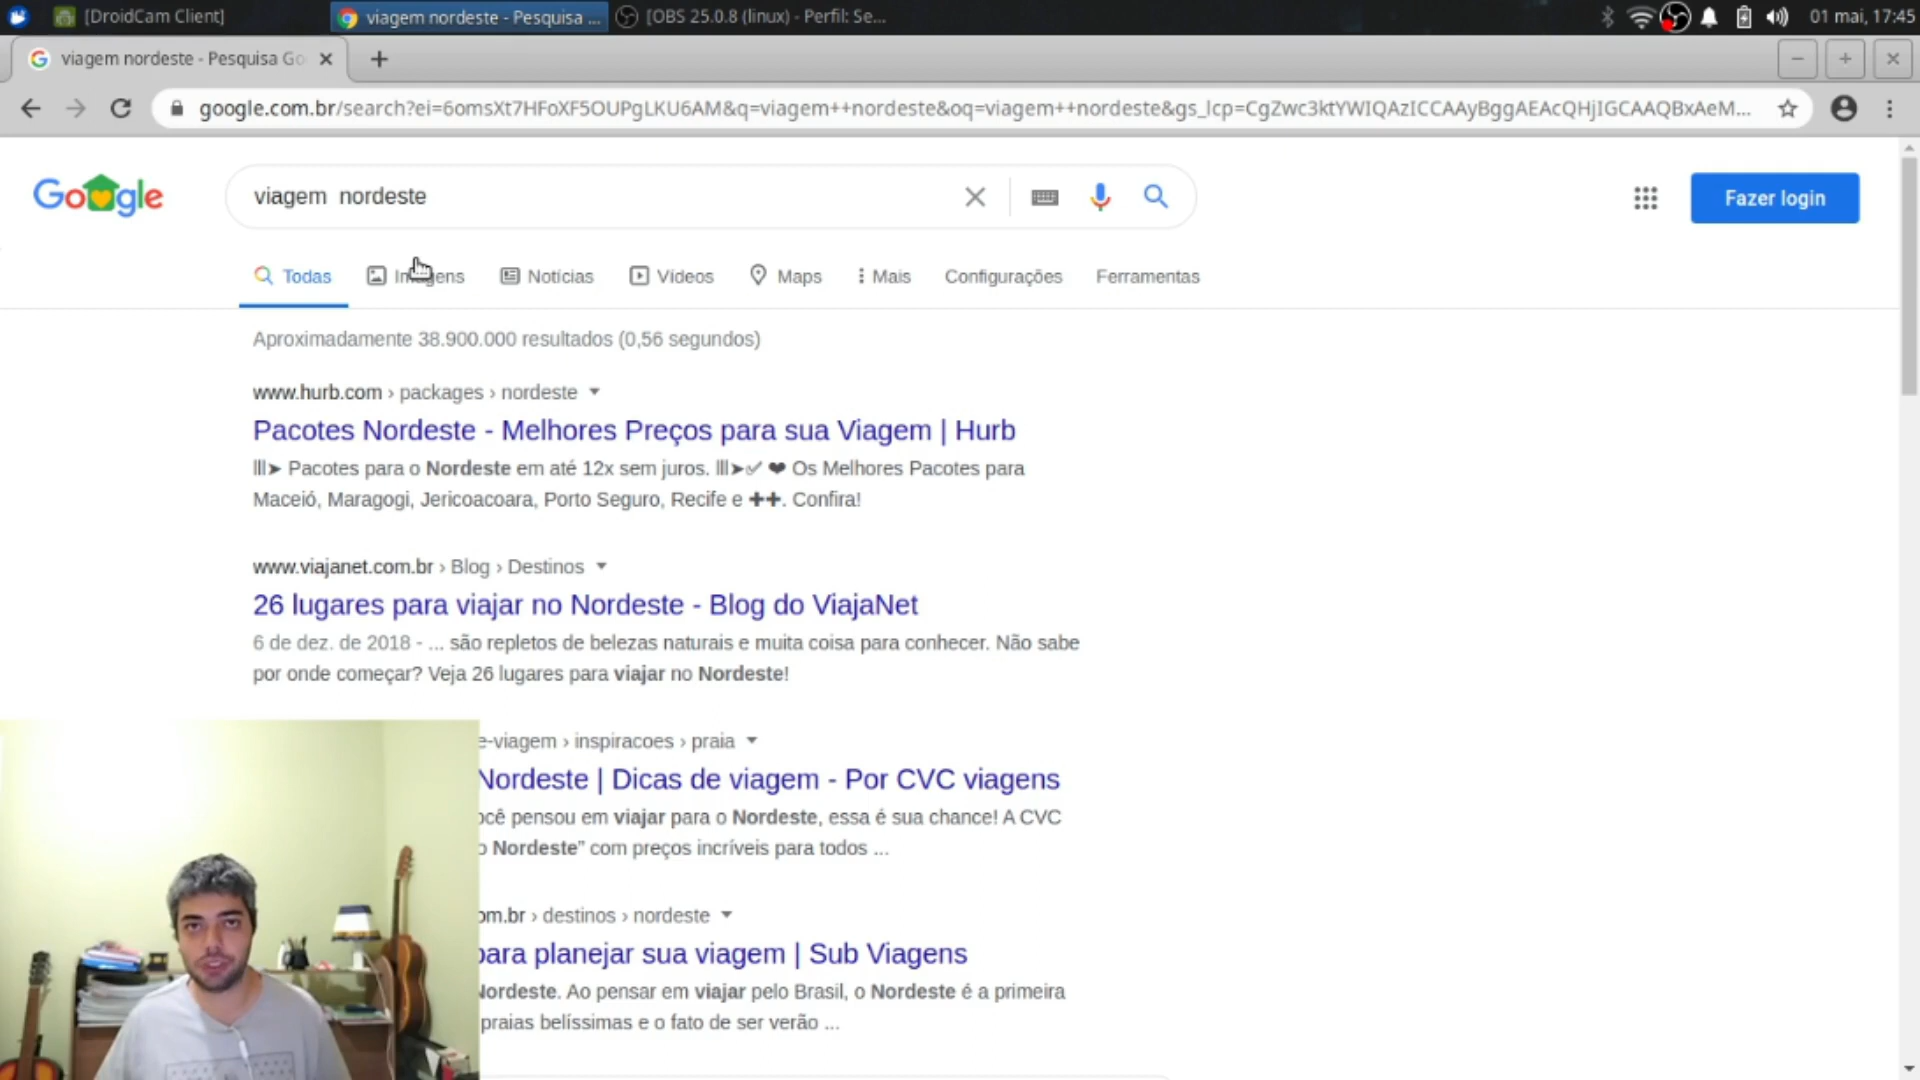 [DroidCam Client]
viagem nordeste - Pesquisa ...
[OBS 25.0.8 (linux) - Perfil: Se...
01 mai, 17:45
viagem nordeste - Pesquisa Go
google.com.br/search?ei=6omsXt7HFoXF5OUPgLKU6AM&q=viagem++nordeste&oq=viagem++nordeste&gs_lcp=CgZwc3ktYWIQAzICCAAyBggAEAcQHjIGCAAQBxAeM...
Google
viagem  nordeste
Fazer login
Todas
Imagens
Notícias
Vídeos
Maps
Mais
Configurações
Ferramentas
Aproximadamente 38.900.000 resultados (0,56 segundos)
www.hurb.com › packages › nordeste
Pacotes Nordeste - Melhores Preços para sua Viagem | Hurb
lll➤ Pacotes para o Nordeste em até 12x sem juros. lll➤✅ ❤ Os Melhores Pacotes para
Maceió, Maragogi, Jericoacoara, Porto Seguro, Recife e ✚✚. Confira!
www.viajanet.com.br › Blog › Destinos
26 lugares para viajar no Nordeste - Blog do ViajaNet
6 de dez. de 2018 - ... são repletos de belezas naturais e muita coisa para conhecer. Não sabe
por onde começar? Veja 26 lugares para viajar no Nordeste!
e-viagem › inspiracoes › praia
Nordeste | Dicas de viagem - Por CVC viagens
ocê pensou em viajar para o Nordeste, essa é sua chance! A CVC
o Nordeste” com preços incríveis para todos ...
om.br › destinos › nordeste
para planejar sua viagem | Sub Viagens
Nordeste. Ao pensar em viajar pelo Brasil, o Nordeste é a primeira
praias belíssimas e o fato de ser verão ...